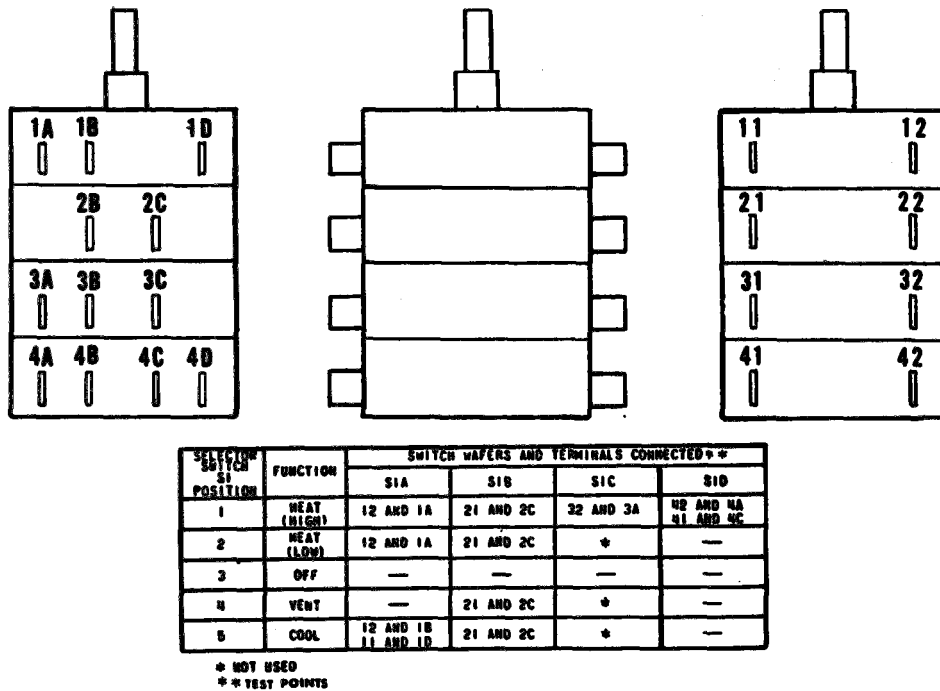 1A 1B 1D
2B 2C
3A 3B 3C
4A 4B 4C 4D
11 12
21 22
31 32
41 42
SELECTOR SWITCH S1 POSITION
FUNCTION
SWITCH WAFERS AND TERMINALS CONNECTED**
S1A S1B S1C S1D
1 HEAT (HIGH) 12 AND 1A 21 AND 2C 32 AND 3A 42 AND 4A 41 AND 4C
2 HEAT (LOW) 12 AND 1A 21 AND 2C * —
3 OFF — — — —
4 VENT — 21 AND 2C * —
5 COOL 12 AND 1B 11 AND 1D 21 AND 2C * —
* NOT USED
** TEST POINTS